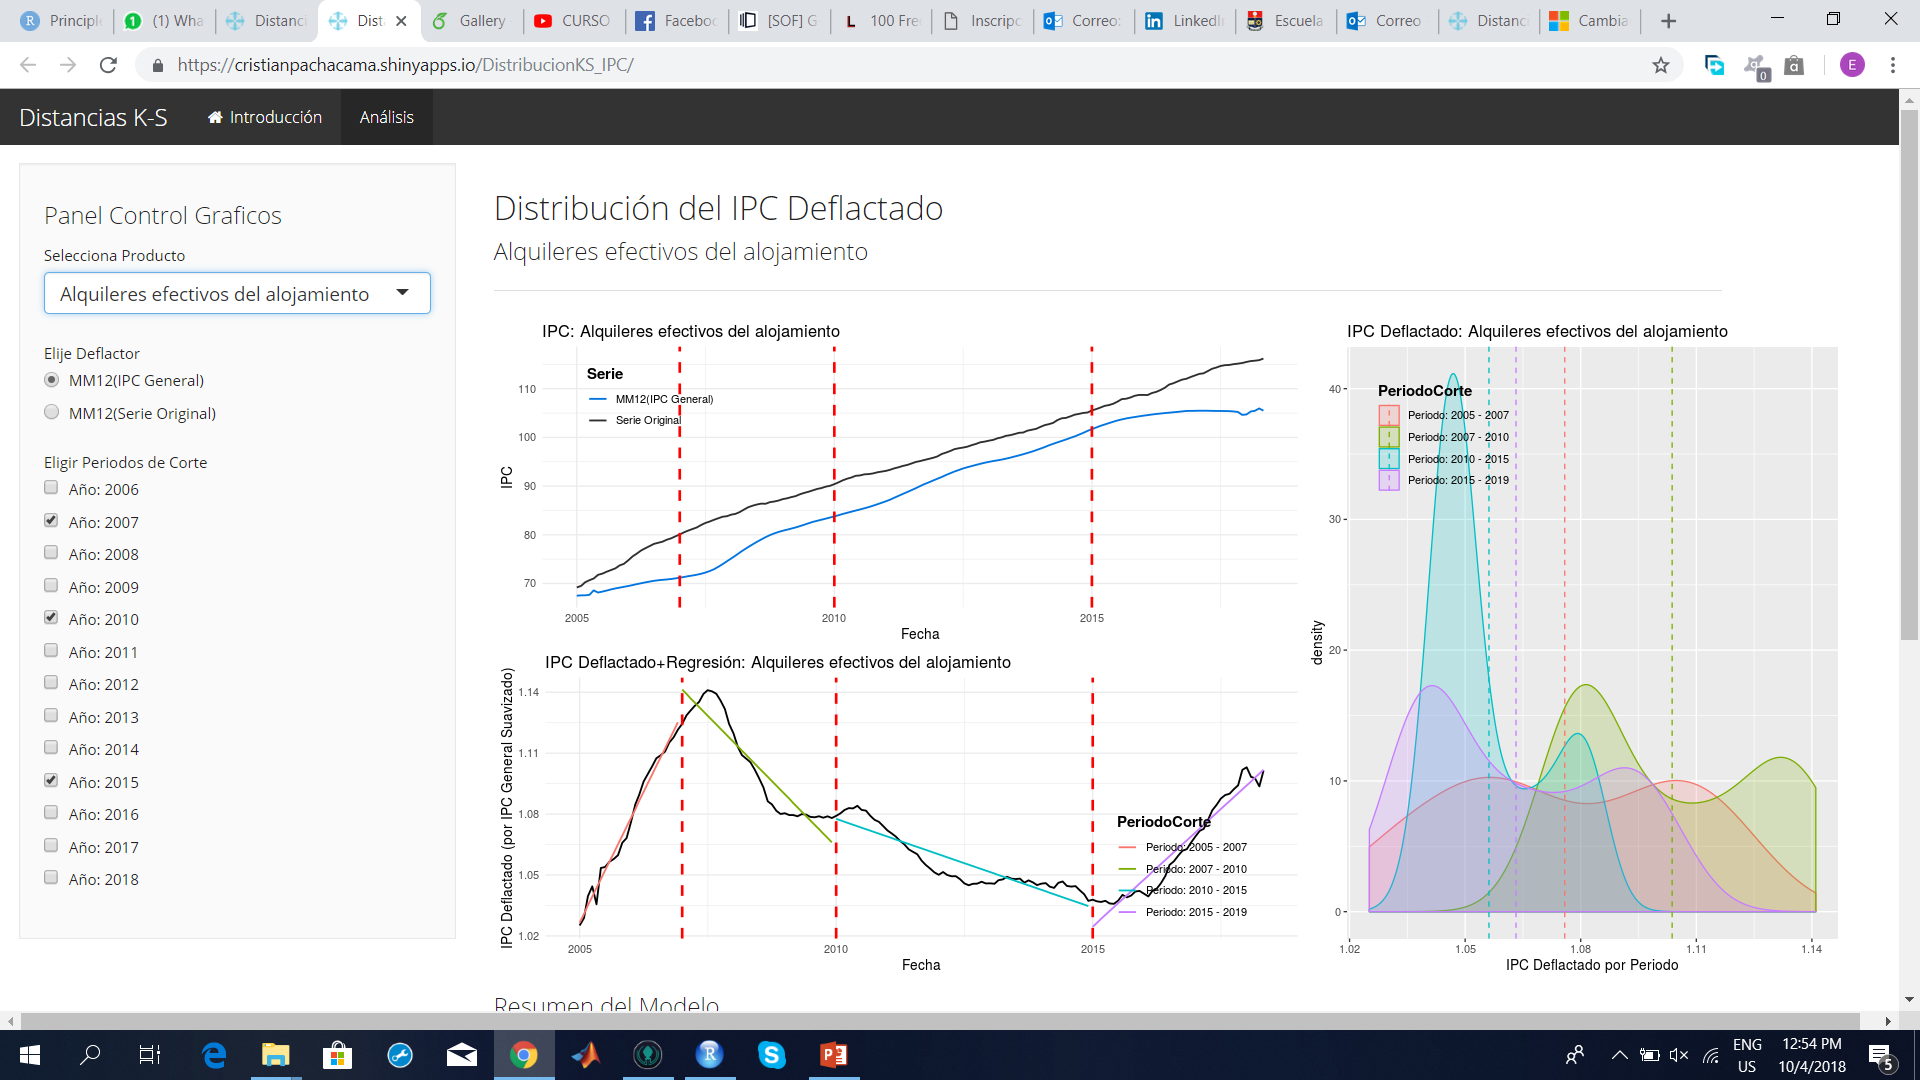 Principl
(1) Wha
Distanci
Dist
Gallery
CURSO
Facebo
[SOF] G
100 Fre
Inscripc
Correo:
LinkedI
Escuela
Correo
Distanc
Cambia
https://cristianpachacama.shinyapps.io/DistribucionKS_IPC/
0
E
Distancias K-S
Introducción
Análisis
Panel Control Graficos
Selecciona Producto
Alquileres efectivos del alojamiento
Elije Deflactor
MM12(IPC General)
MM12(Serie Original)
Eligir Periodos de Corte
Año: 2006
Año: 2007
Año: 2008
Año: 2009
Año: 2010
Año: 2011
Año: 2012
Año: 2013
Año: 2014
Año: 2015
Año: 2016
Año: 2017
Año: 2018
Distribución del IPC Deflactado
Alquileres efectivos del alojamiento
IPC: Alquileres efectivos del alojamiento
Serie
MM12(IPC General)
Serie Original
110
100
90
80
70
IPC
2005
2010
2015
Fecha
IPC Deflactado+Regresión: Alquileres efectivos del alojamiento
IPC Deflactado (por IPC General Suavizado)
1.14
1.11
1.08
1.05
1.02
PeriodoCorte
Periodo: 2005 - 2007
Periodo: 2007 - 2010
Periodo: 2010 - 2015
Periodo: 2015 - 2019
2005
2010
2015
Fecha
IPC Deflactado: Alquileres efectivos del alojamiento
PeriodoCorte
Periodo: 2005 - 2007
Periodo: 2007 - 2010
Periodo: 2010 - 2015
Periodo: 2015 - 2019
40
30
20
10
0
density
1.02
1.05
1.08
1.11
1.14
IPC Deflactado por Periodo
Resumen del Modelo
ENG
US
12:54 PM
10/4/2018
5